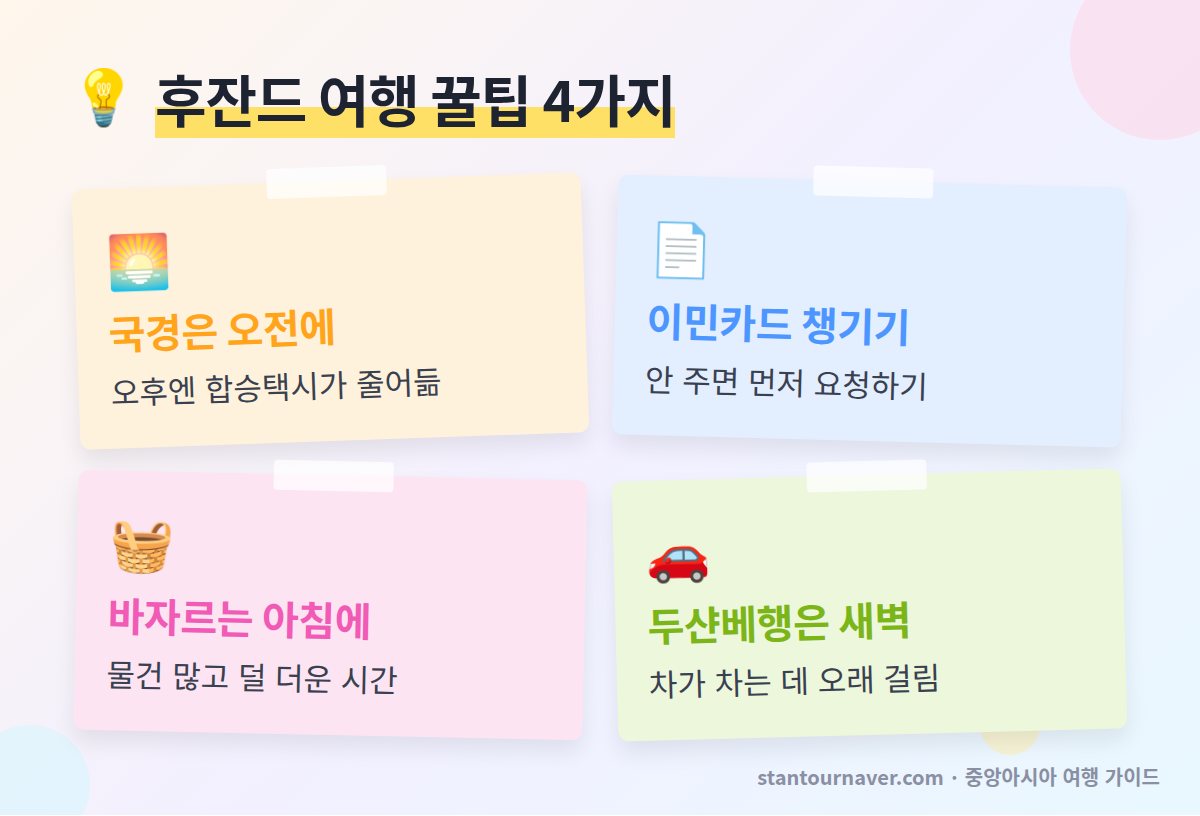 후잔드 여행 꿀팁 4가지
국경은 오전에
오후엔 합승택시가 줄어듦
이민카드 챙기기
안 주면 먼저 요청하기
바자르는 아침에
물건 많고 덜 더운 시간
두샨베행은 새벽
차가 차는 데 오래 걸림
stantournaver.com · 중앙아시아 여행 가이드